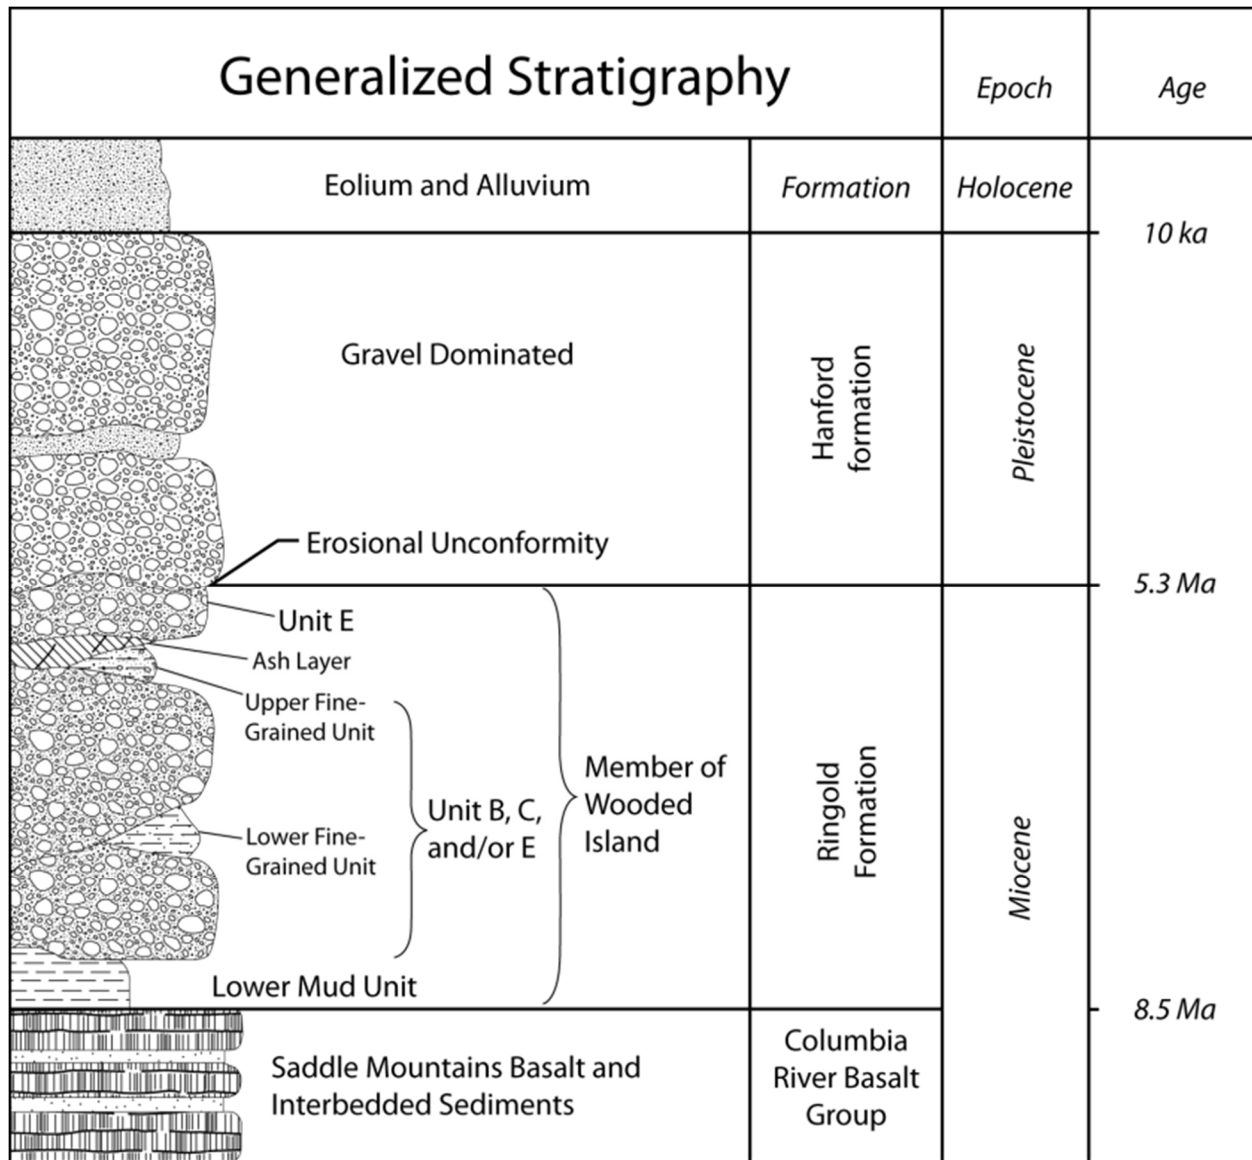 Generalized Stratigraphy
Epoch
Age
Eolium and Alluvium
Formation
Holocene
10 ka
Gravel Dominated
Hanford
formation
Pleistocene
Erosional Unconformity
5.3 Ma
Unit E
Ash Layer
Upper Fine-
Grained Unit
Lower Fine-
Grained Unit
Unit B, C,
and/or E
Member of
Wooded
Island
Ringold
Formation
Miocene
Lower Mud Unit
8.5 Ma
Saddle Mountains Basalt and
Interbedded Sediments
Columbia
River Basalt
Group